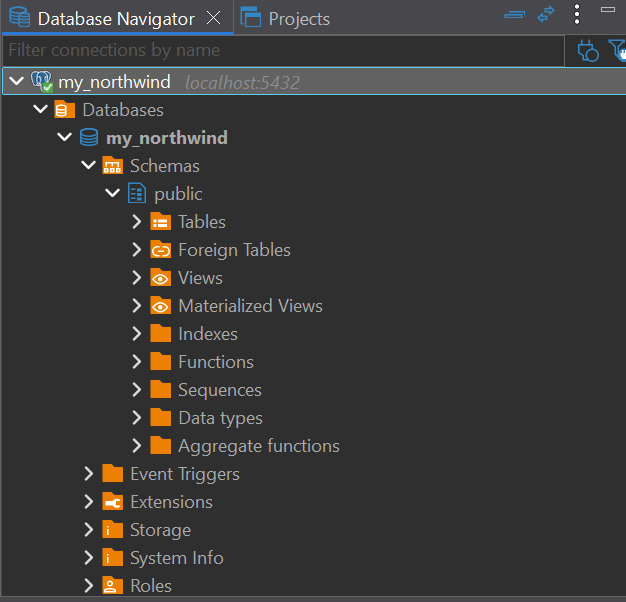 Database Navigator Projects
Filter connections by name
my_northwind localhost:5432
Databases
my_northwind
Schemas
public
Tables
Foreign Tables
Views
Materialized Views
Indexes
Functions
Sequences
Data types
Aggregate functions
Event Triggers
Extensions
Storage
System Info
Roles